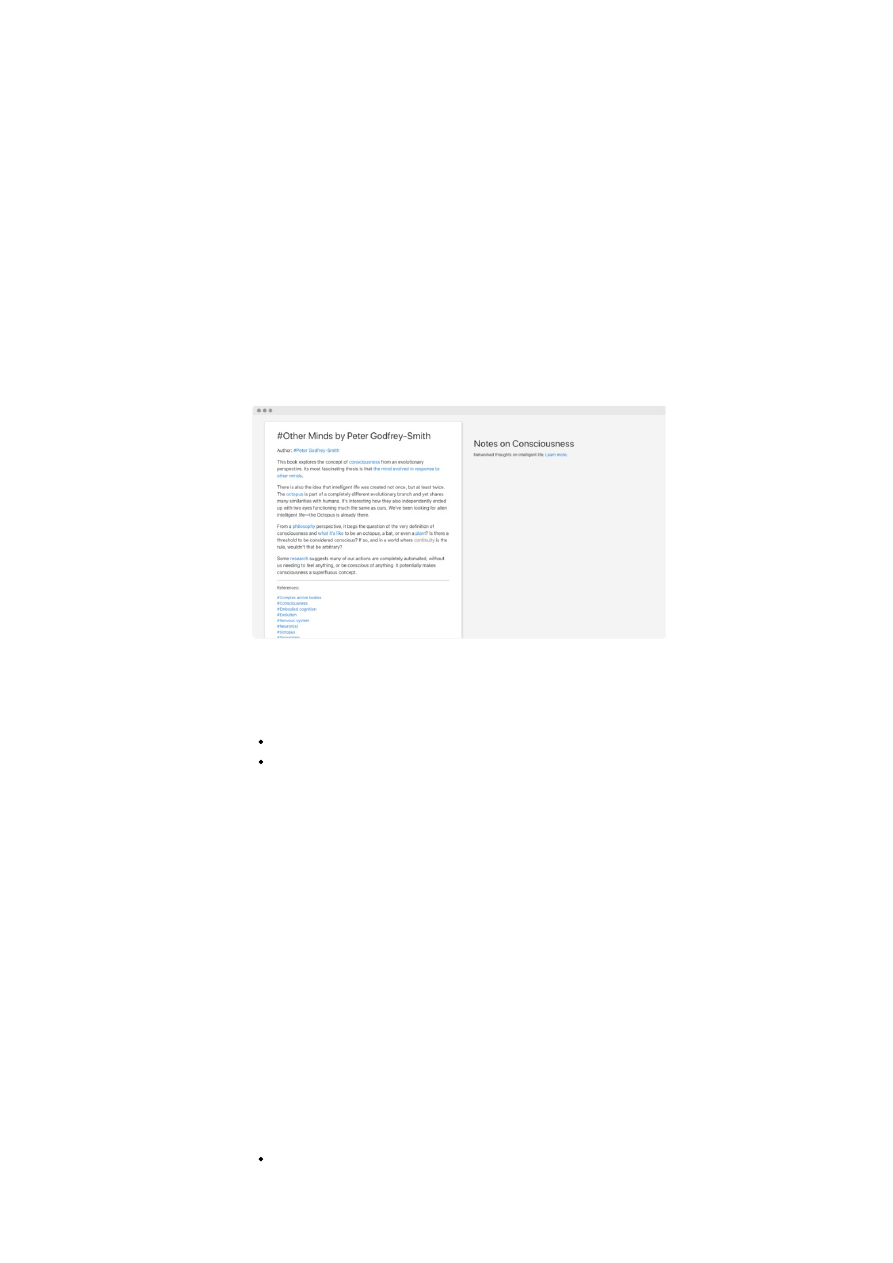 #Other Minds by Peter Godfrey-Smith
Author: #Peter Godfrey-Smith
This book explores the concept of consciousness from an evolutionary
perspective. Its most fascinating thesis is that the mind evolved in response to
other minds.
There is also the idea that intelligent life was created not once, but at least twice.
The octopus is part of a completely different evolutionary branch and yet shares
many similarities with humans. It's interesting how they also independently ended
up with two eyes functioning much the same as ours. We've been looking for alien
intelligent life—the Octopus is already there.
From a philosophy perspective, it begs the question of the very definition of
consciousness and what it's like to be an octopus, a bat, or even a plant? Is there a
threshold to be considered conscious? If so, and in a world where continuity is the
rule, wouldn't that be arbitrary?
Some research suggests many of our actions are completely automated, without
us needing to feel anything, or be conscious of anything. It potentially makes
consciousness a superfluous concept.
References:
#Complex active bodies
#Consciousness
#Embodied cognition
#Evolution
#Nervous system
#Neuron(s)
#Octopus
Notes on Consciousness
Networked thoughts on intelligent life. Learn more.